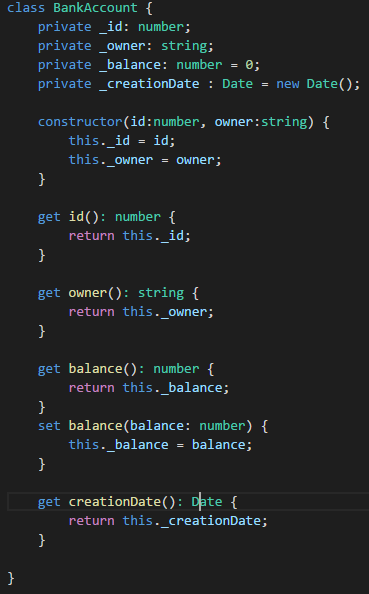 class BankAccount {
    private _id: number;
    private _owner: string;
    private _balance: number = 0;
    private _creationDate : Date = new Date();

    constructor(id:number, owner:string) {
        this._id = id;
        this._owner = owner;
    }

    get id(): number {
        return this._id;
    }

    get owner(): string {
        return this._owner;
    }

    get balance(): number {
        return this._balance;
    }
    set balance(balance: number) {
        this._balance = balance;
    }

    get creationDate(): Date {
        return this._creationDate;
    }

}